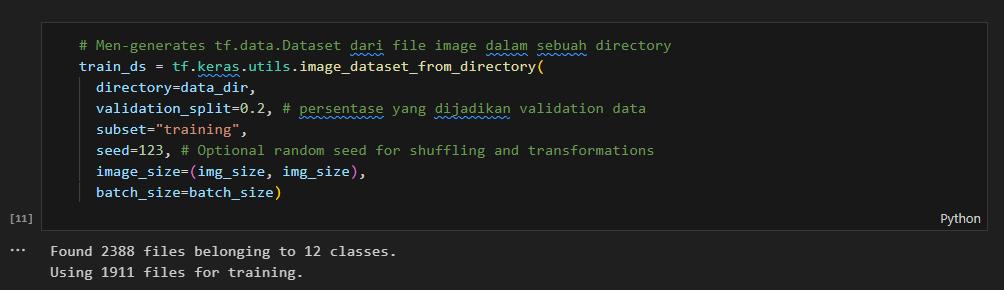 # Men-generates tf.data.Dataset dari file image dalam sebuah directory
train_ds = tf.keras.utils.image_dataset_from_directory(
  directory=data_dir,
  validation_split=0.2, # persentase yang dijadikan validation data
  subset="training",
  seed=123, # Optional random seed for shuffling and transformations
  image_size=(img_size, img_size),
  batch_size=batch_size)
[11]
Python
...
Found 2388 files belonging to 12 classes.
Using 1911 files for training.